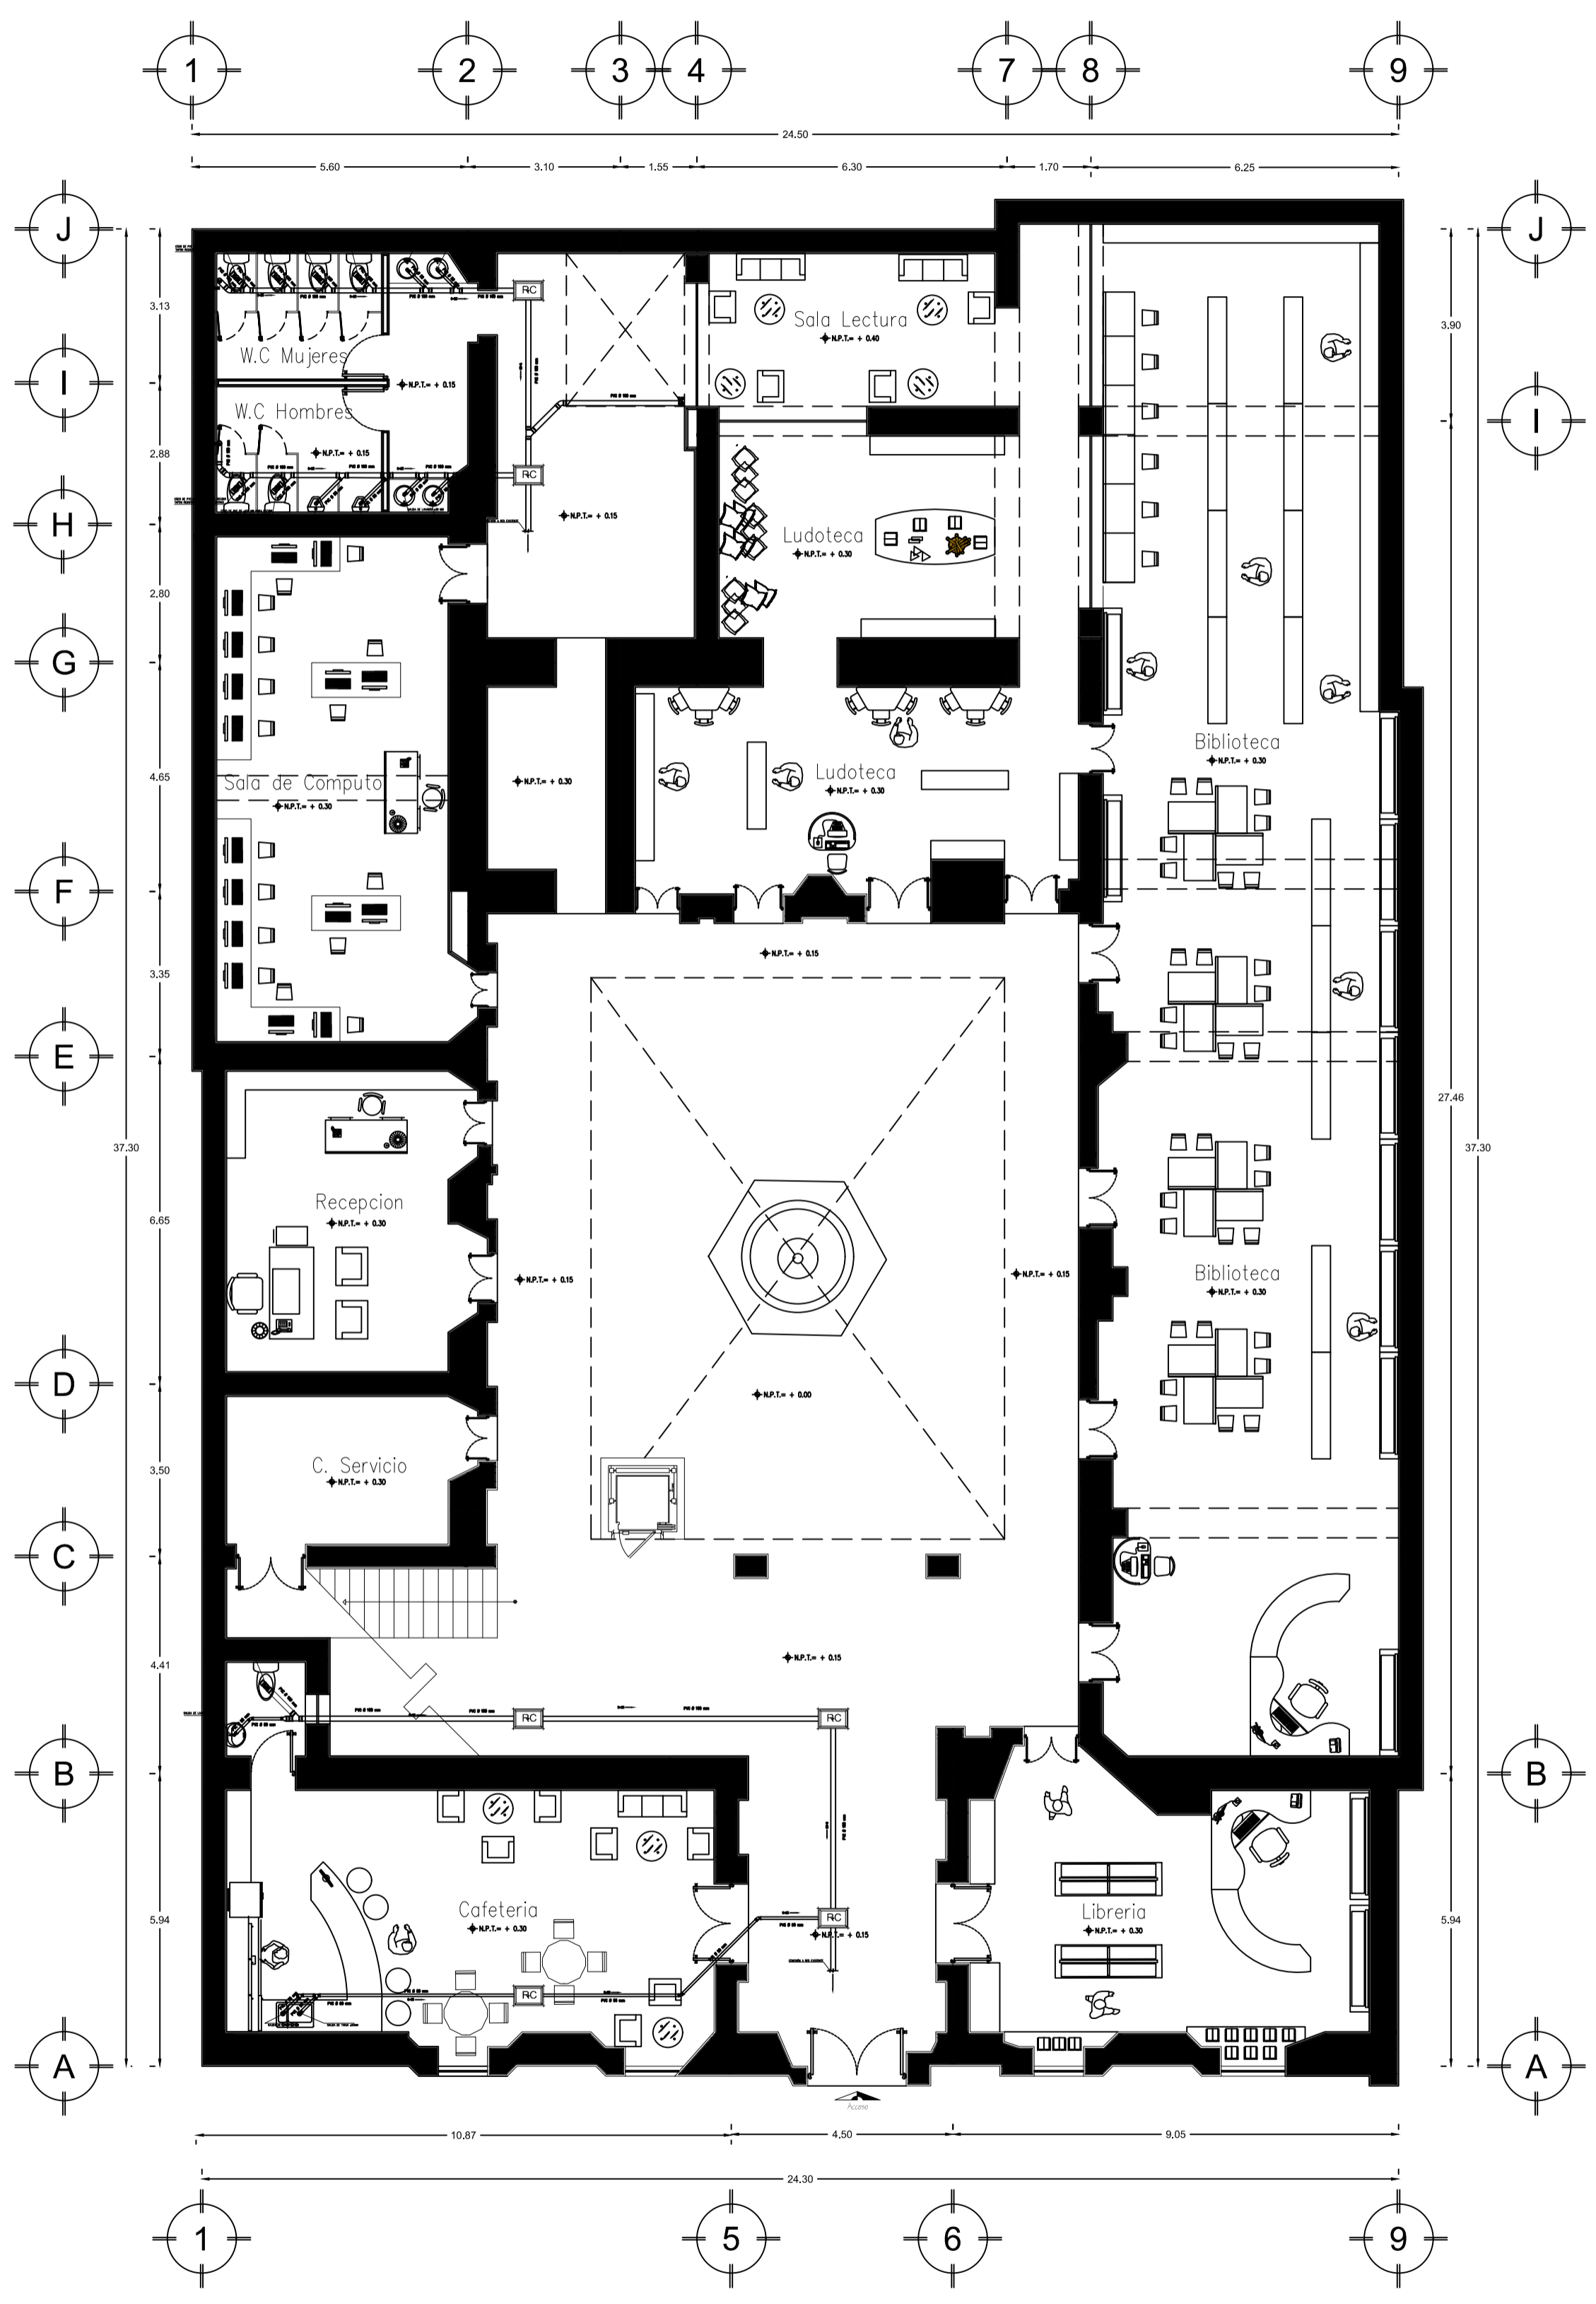 1 2 3 4 7 8 9
24.50
5.60 3.10 1.55 6.30 1.70 6.25
J J
RC
3.13
Sala Lectura
N.P.T.= + 0.40
3.90
W.C Mujeres
I N.P.T.= + 0.15
W.C Hombres
I
N.P.T.= + 0.15
2.88
RC
H N.P.T.= + 0.15
Ludoteca
N.P.T.= + 0.30
2.80
G
Biblioteca
N.P.T.= + 0.30
4.65
Sala de Computo
N.P.T.= + 0.30
N.P.T.= + 0.30
Ludoteca
N.P.T.= + 0.30
F
N.P.T.= + 0.15
3.35
E
27.46
37.30 37.30
Recepcion
N.P.T.= + 0.30
6.65
N.P.T.= + 0.15
N.P.T.= + 0.15
Biblioteca
N.P.T.= + 0.30
D
N.P.T.= + 0.00
C. Servicio
N.P.T.= + 0.30
3.50
C
N.P.T.= + 0.15
4.41
PVC Ø 100 mm
RC
PVC Ø 100 mm
RC
B B
Cafeteria
N.P.T.= + 0.30
RC
N.P.T.= + 0.15
Libreria
N.P.T.= + 0.30
5.94 5.94
RC
A A
Acceso
10.87 4.50 9.05
24.30
1 5 6 9